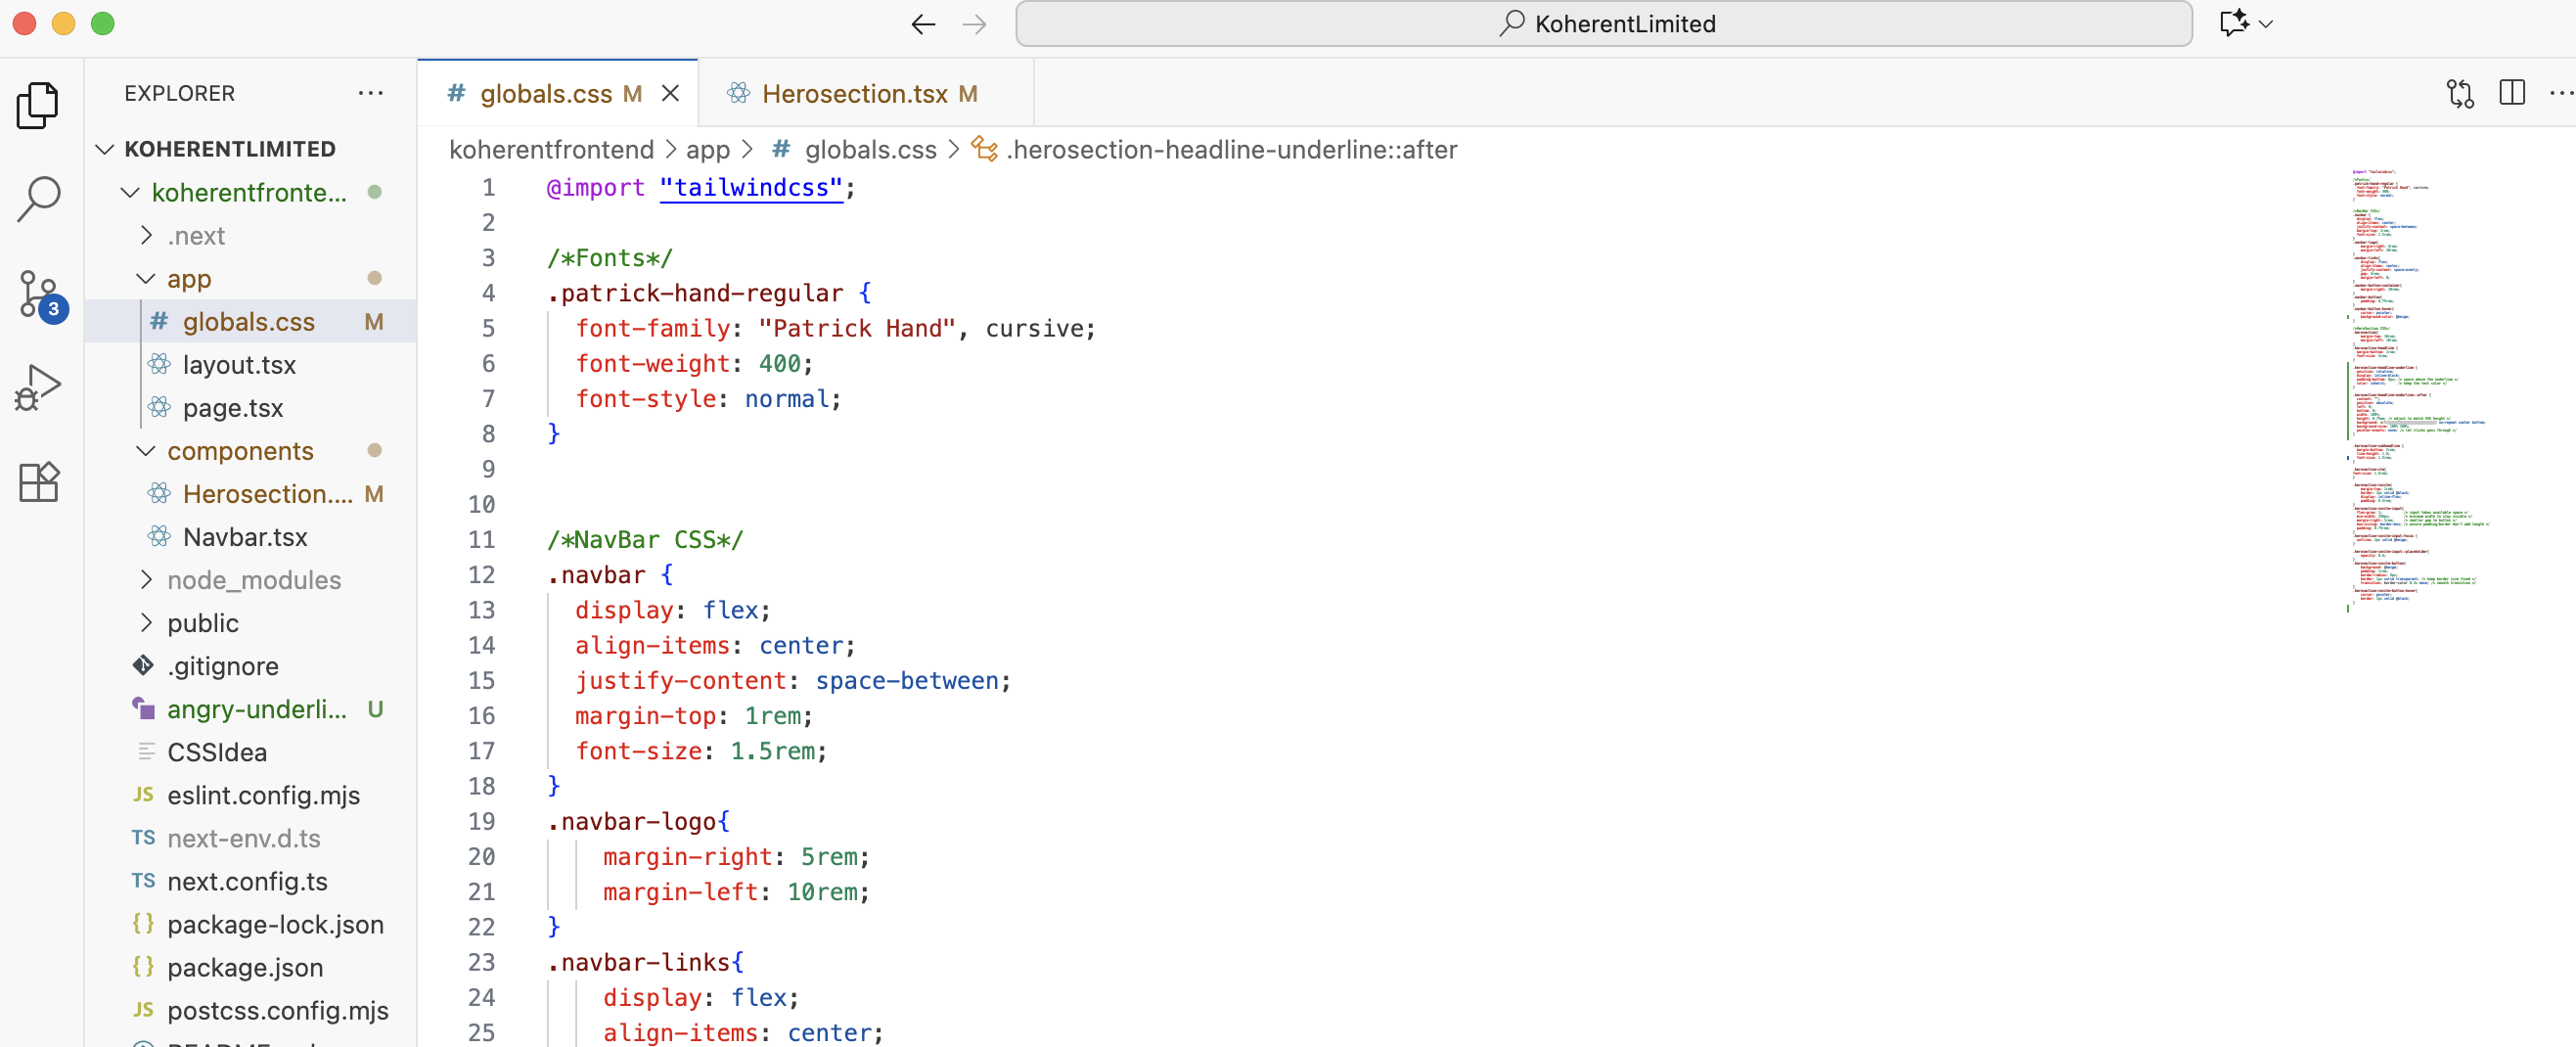 KoherentLimited
EXPLORER
KOHERENTLIMITED
koherentfronte...
.next
app
globals.css M
layout.tsx
page.tsx
components
Herosection.... M
Navbar.tsx
node_modules
public
.gitignore
angry-underli... U
CSSIdea
JS eslint.config.mjs
TS next-env.d.ts
TS next.config.ts
{} package-lock.json
{} package.json
JS postcss.config.mjs
3
# globals.css M
Herosection.tsx M
koherentfrontend > app > # globals.css > .herosection-headline-underline::after
1 @import "tailwindcss";
2
3 /*Fonts*/
4 .patrick-hand-regular {
5 font-family: "Patrick Hand", cursive;
6 font-weight: 400;
7 font-style: normal;
8 }
9
10
11 /*NavBar CSS*/
12 .navbar {
13 display: flex;
14 align-items: center;
15 justify-content: space-between;
16 margin-top: 1rem;
17 font-size: 1.5rem;
18 }
19 .navbar-logo{
20 margin-right: 5rem;
21 margin-left: 10rem;
22 }
23 .navbar-links{
24 display: flex;
25 align-items: center;